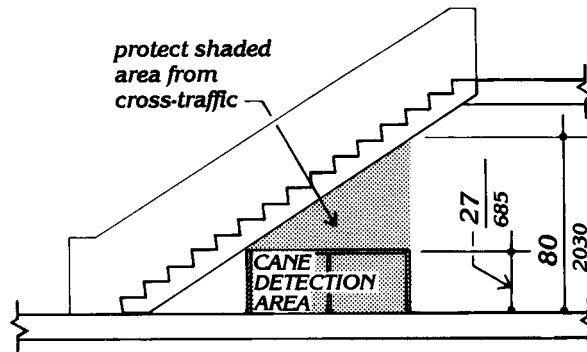 protect shaded
area from
cross-traffic
CANE
DETECTION
AREA
27
685
80
2030